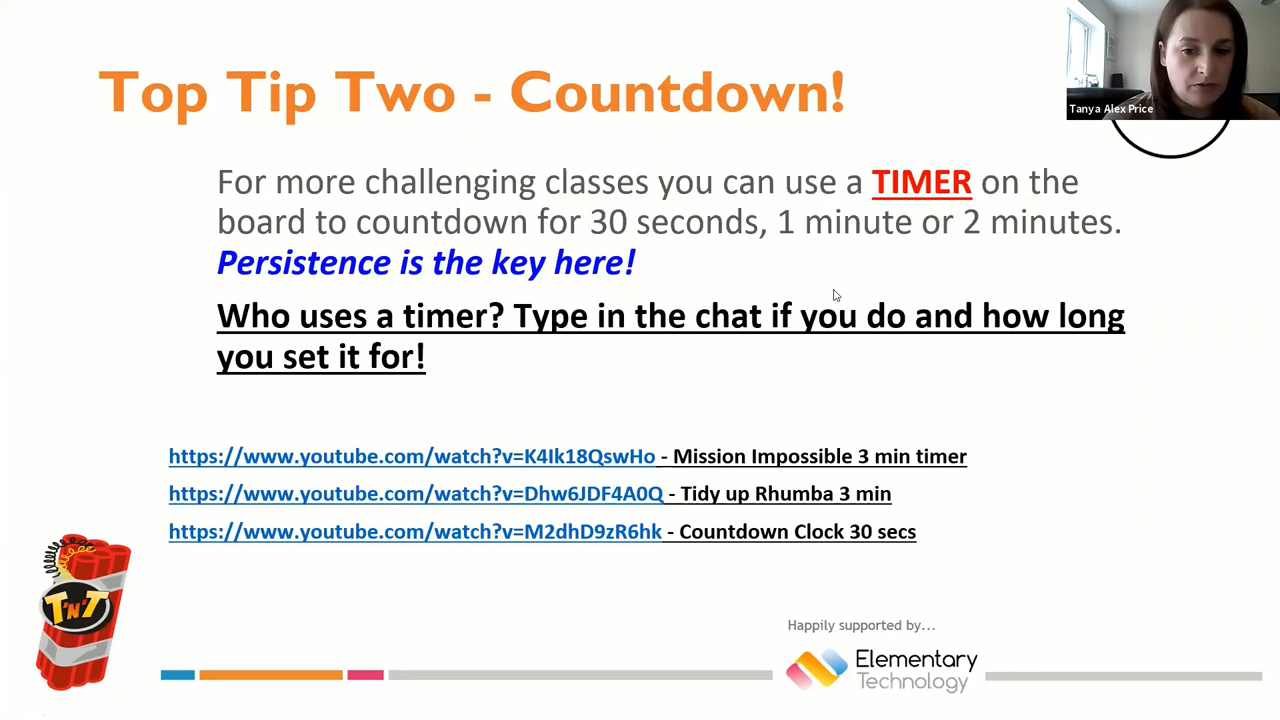 Top Tip Two - Countdown!
Tanya Alex Price
For more challenging classes you can use a TIMER on the
board to countdown for 30 seconds, 1 minute or 2 minutes.
Persistence is the key here!
Who uses a timer? Type in the chat if you do and how long
you set it for!
https://www.youtube.com/watch?v=K4Ik18QswHo - Mission Impossible 3 min timer
https://www.youtube.com/watch?v=Dhw6JDF4A0Q - Tidy up Rhumba 3 min
https://www.youtube.com/watch?v=M2dhD9zR6hk - Countdown Clock 30 secs
T'N'T
Happily supported by...
Elementary
Technology